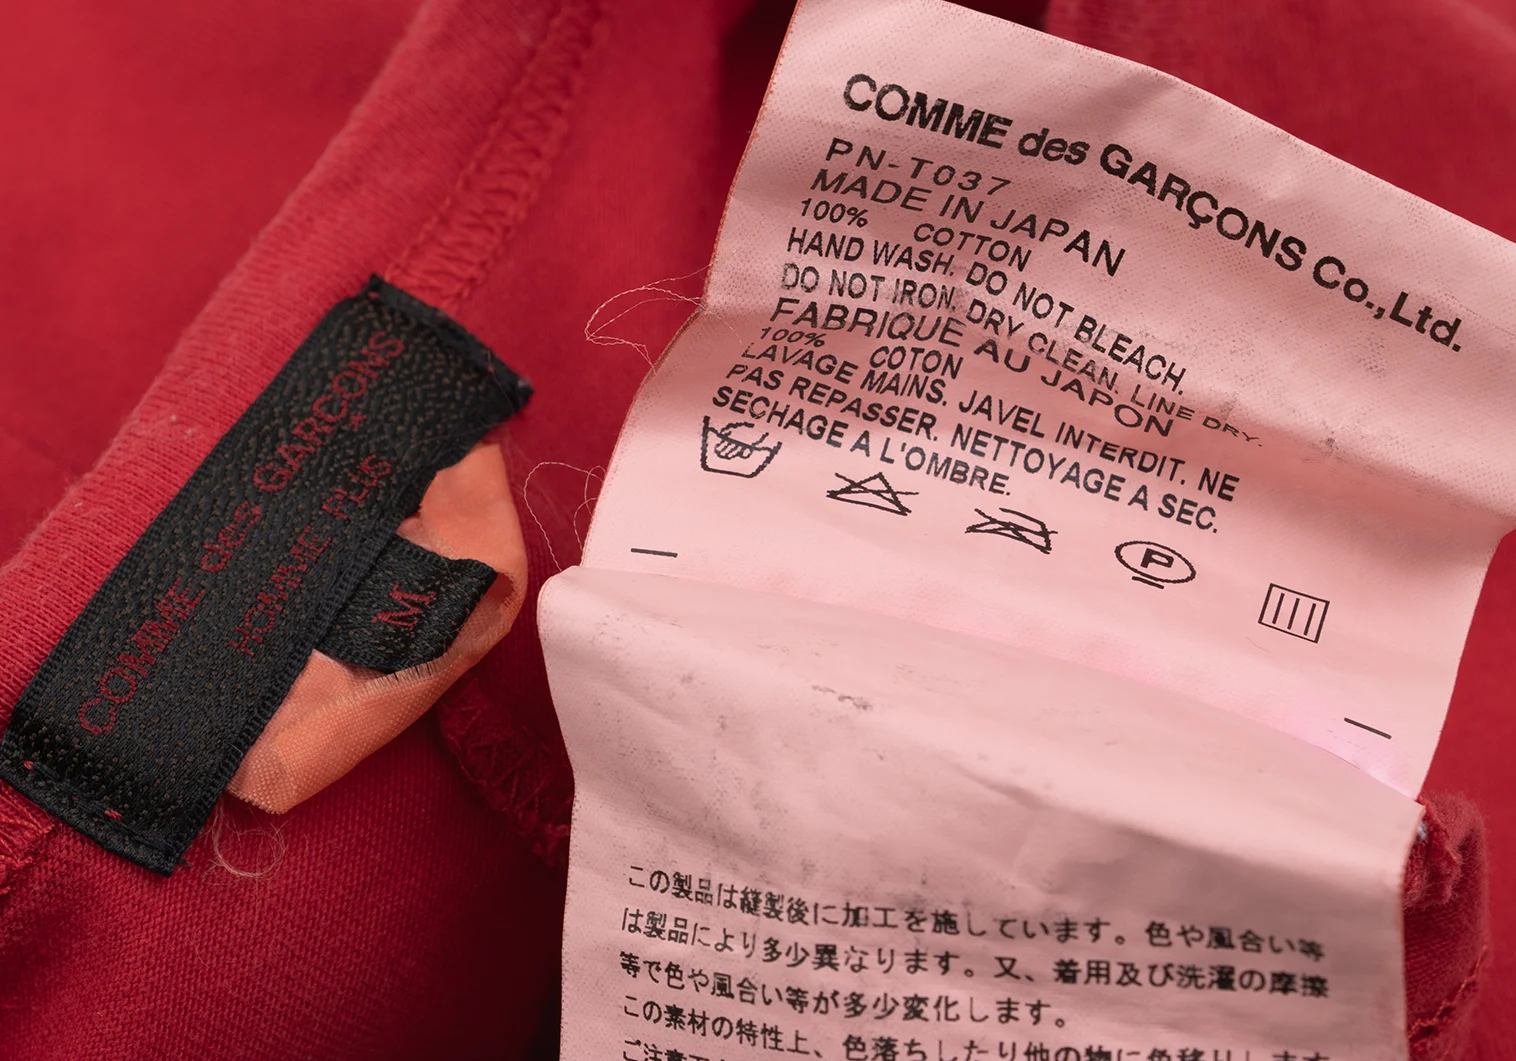 COMME des GARCONS
HOMME PLUS
M.
COMME des GARÇONS Co.,Ltd.
PN-T037
MADE IN JAPAN
100% COTTON
HAND WASH. DO NOT BLEACH.
DO NOT IRON. DRY CLEAN. LINE DRY.
FABRIQUE AU JAPON
100% COTON
LAVAGE MAINS. JAVEL INTERDIT. NE
PAS REPASSER. NETTOYAGE A SEC.
SECHAGE A L'OMBRE.
P
この製品は縫製後に加工を施しています。色や風合い等
は製品により多少異なります。又、着用及び洗濯の摩擦
等で色や風合い等が多少変化します。
この素材の特性上、色落ちしたり他の物に色移りします